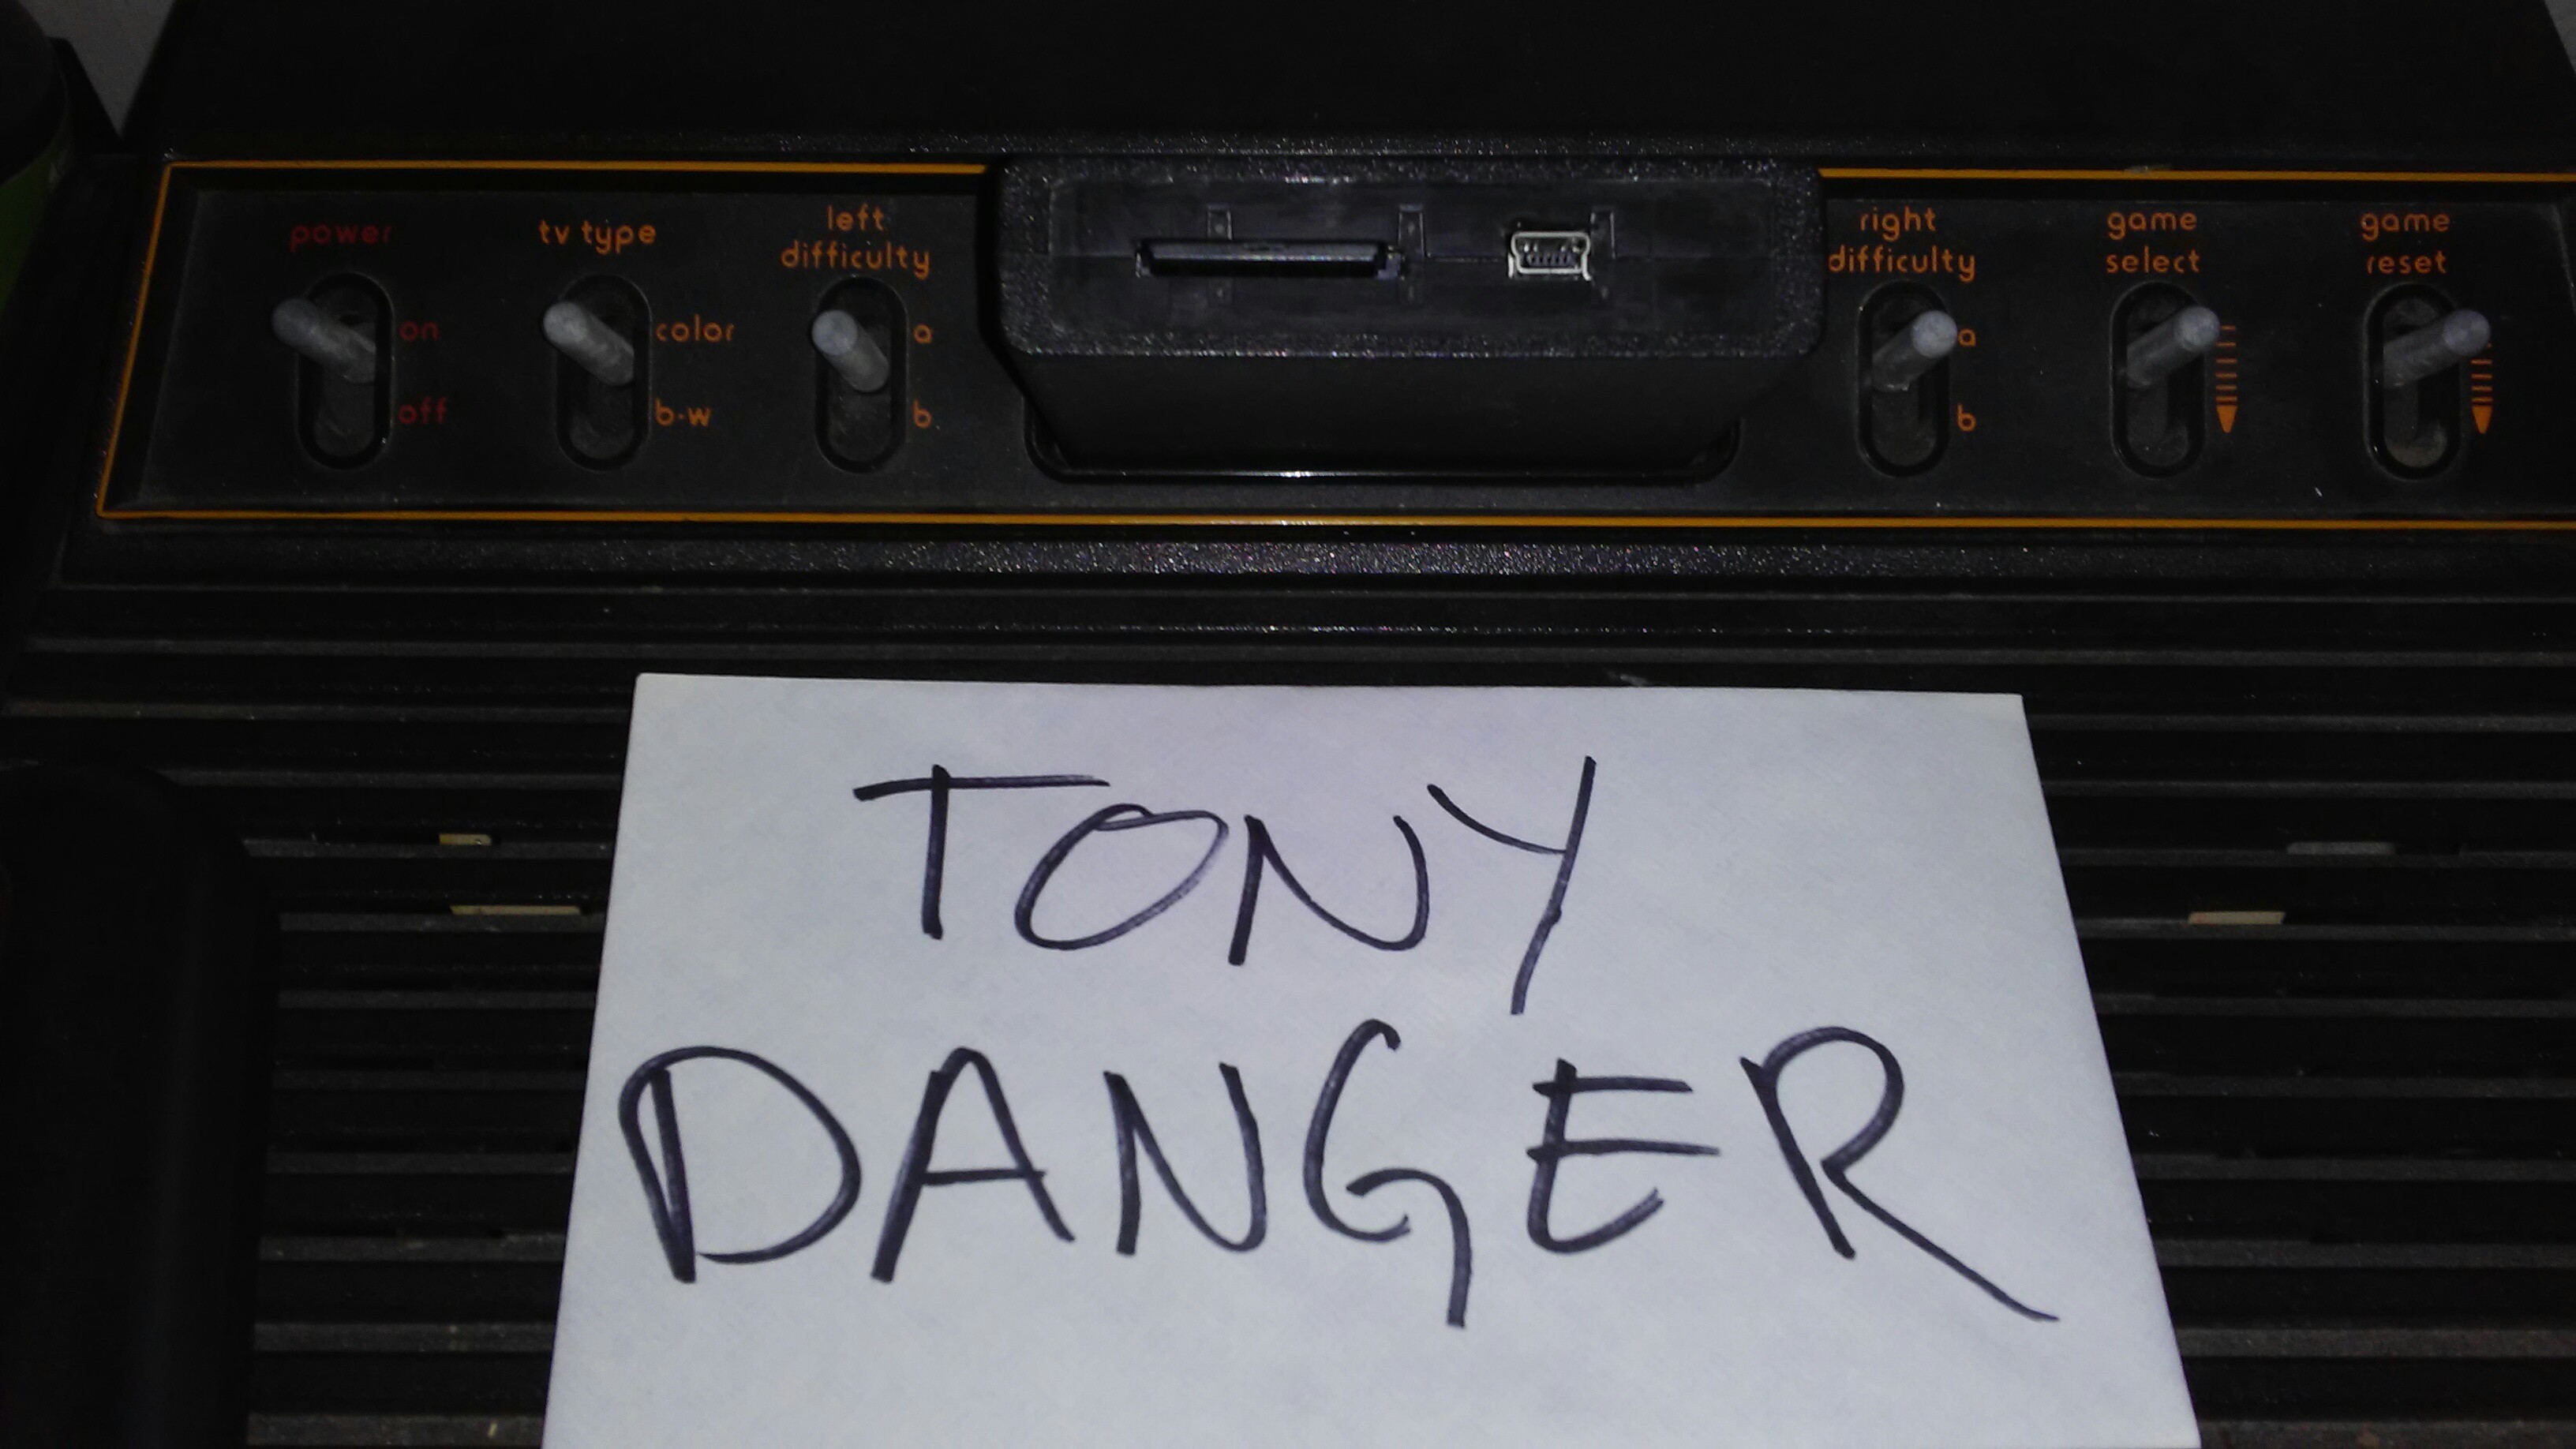 power
on
off
tv type
color
b-w
left
difficulty
a
b
right
difficulty
a
b
game
select
game
reset
TONY
DANGER